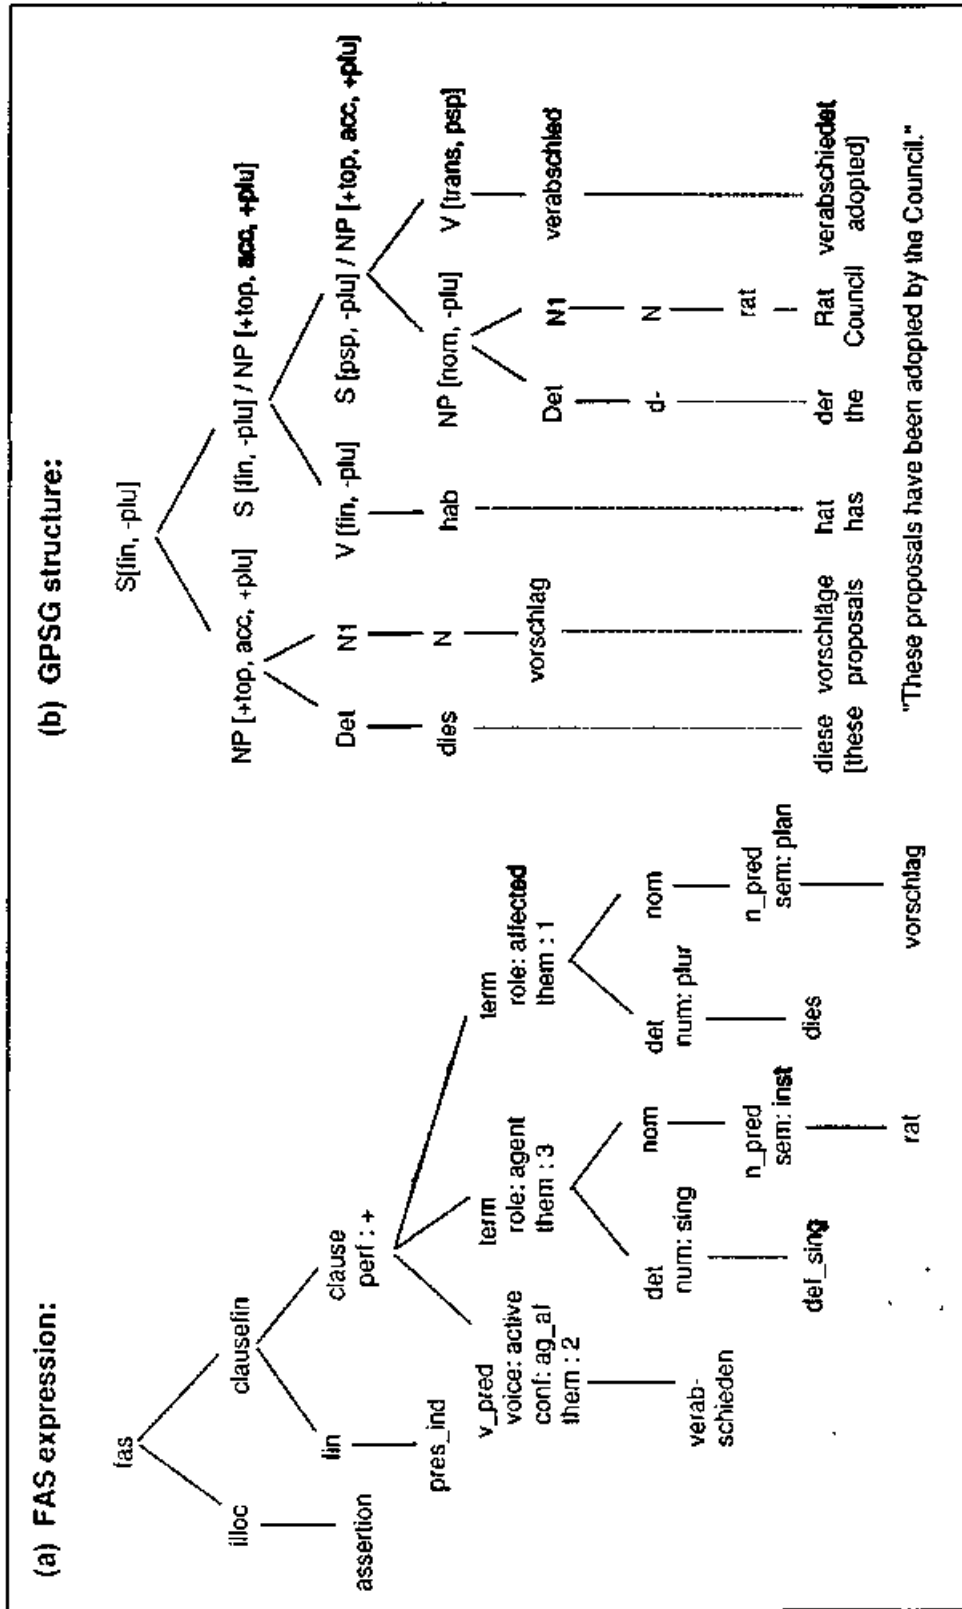 (a) FAS expression:
fas
illoc clausefin
assertion fin clause
perf : +
pres_ind
v_pred term term
voice: active role: agent role: affected
conf: ag_af them : 3 them : 1
them : 2
verab- det nom det nom
schieden num: sing num: plur
def_sing n_pred dies n_pred
sem: inst sem: plan
rat vorschlag
(b) GPSG structure:
S[fin, -plu]
NP [+top, acc, +plu] S [fin, -plu] / NP [+top, acc, +plu]
Det N1 V [fin, -plu] S [psp, -plu] / NP [+top, acc, +plu]
dies N hab NP [nom, -plu] V [trans, psp]
vorschlag Det N1 verabschied
d- N
rat
diese vorschläge hat der Rat verabschiedet
[these proposals has the Council adopted]
"These proposals have been adopted by the Council."